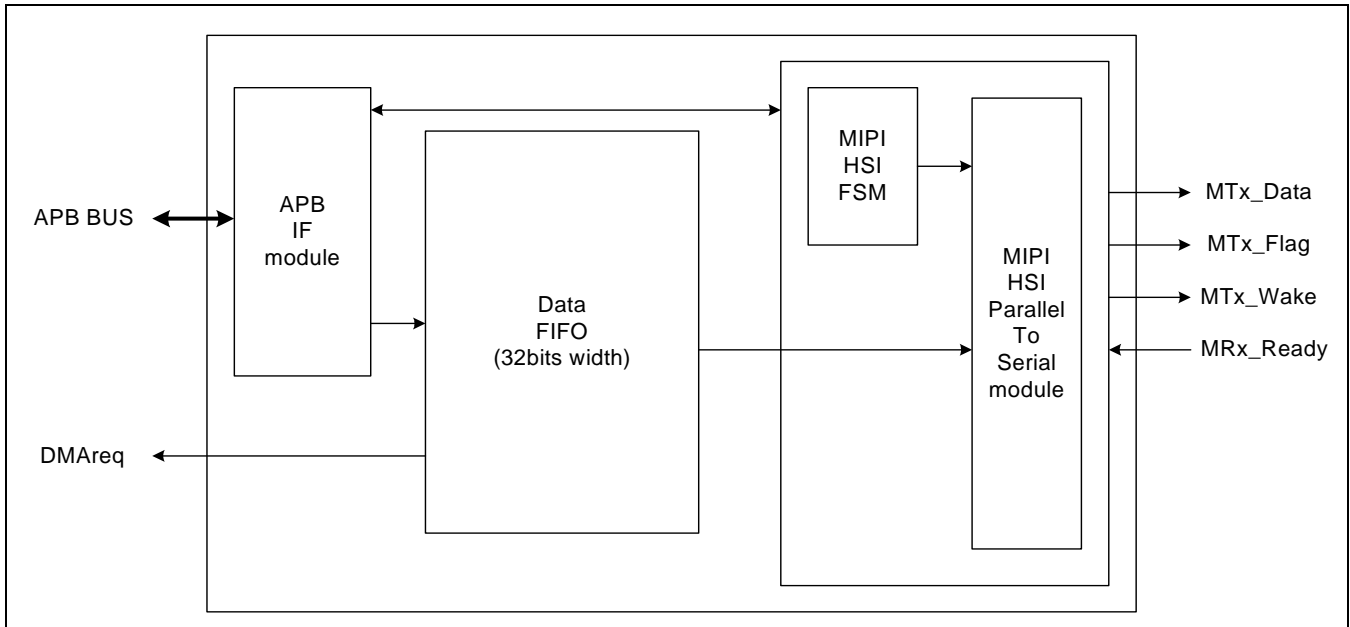 APB BUS
DMAreq
APB
IF
module
Data
FIFO
(32bits width)
MIPI
HSI
FSM
MIPI
HSI
Parallel
To
Serial
module
MTx_Data
MTx_Flag
MTx_Wake
MRx_Ready